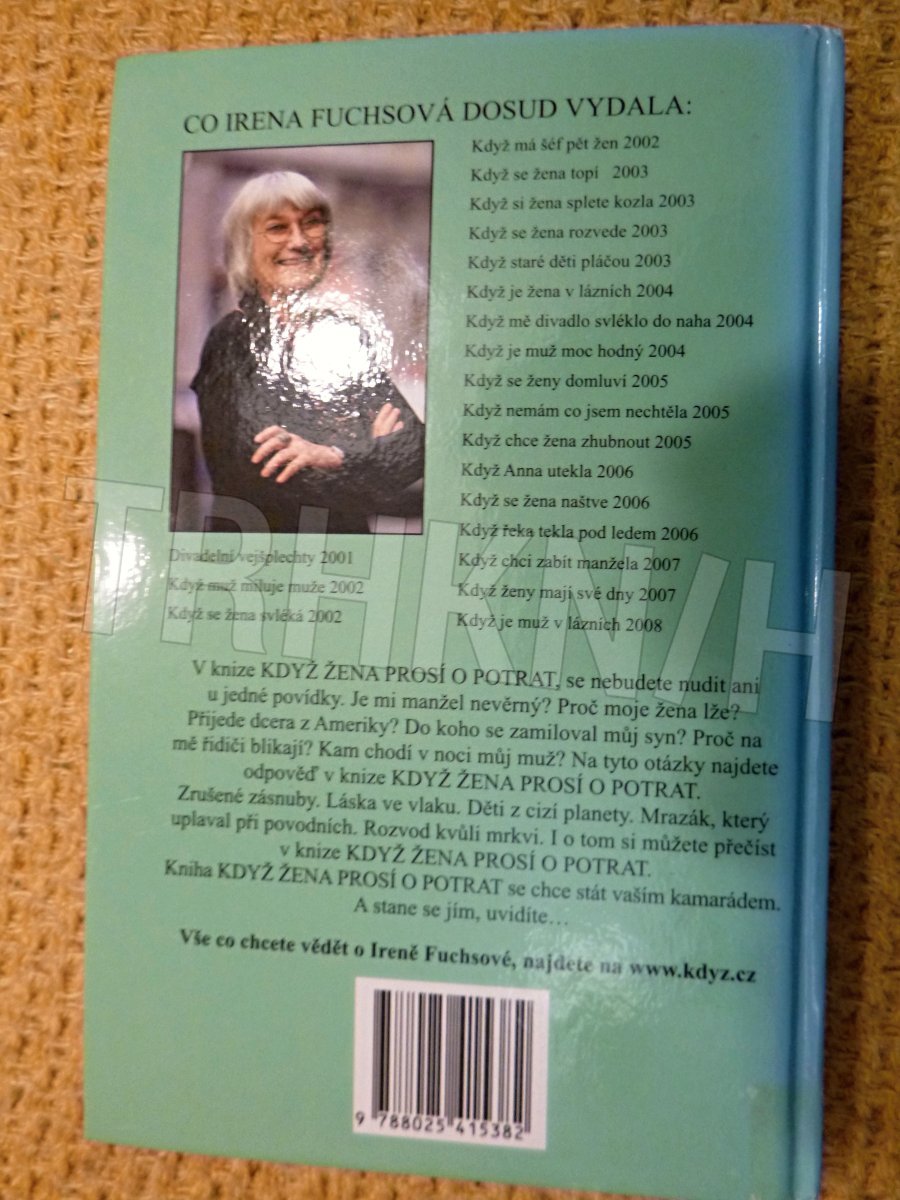 CO IRENA FUCHSOVÁ DOSUD VYDALA:
Když má šéf pět žen 2002
Když se žena topí 2003
Když si žena splete kozla 2003
Když se žena rozvede 2003
Když staré děti pláčou 2003
Když je žena v lázních 2004
Když mě divadlo svléklo do naha 2004
Když je muž moc hodný 2004
Když se ženy domluví 2005
Když nemám co jsem nechtěla 2005
Když chce žena zhubnout 2005
Když Anna utekla 2006
Když se žena naštve 2006
Když řeka tekla pod ledem 2006
Když chci zabít manžela 2007
Když ženy mají své dny 2007
Když je muž v lázních 2008
Divadelní vejšplechty 2001
Když muž miluje muže 2002
Když se žena svléká 2002
TRHKNIH
V knize KDYŽ ŽENA PROSÍ O POTRAT, se nebudete nudit ani
u jedné povídky. Je mi manžel nevěrný? Proč moje žena lže?
Přijede dcera z Ameriky? Do koho se zamiloval můj syn? Proč na
mě řidiči blikají? Kam chodí v noci můj muž? Na tyto otázky najdete
odpověď v knize KDYŽ ŽENA PROSÍ O POTRAT.
Zrušené zásnuby. Láska ve vlaku. Děti z cizí planety. Mrazák, který
uplaval při povodních. Rozvod kvůli mrkvi. I o tom si můžete přečíst
v knize KDYŽ ŽENA PROSÍ O POTRAT.
Kniha KDYŽ ŽENA PROSÍ O POTRAT se chce stát vaším kamarádem.
A stane se jím, uvidíte...
Vše co chcete vědět o Ireně Fuchsové, najdete na www.kdyz.cz
9 788025 415382